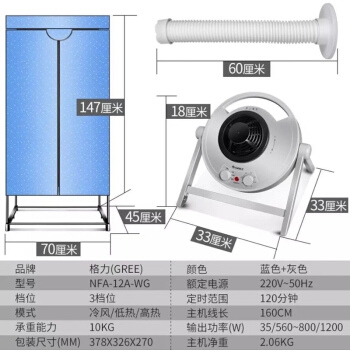 60厘米
147厘米
18厘米
45厘米
70厘米
33厘米
33厘米
品牌 格力(GREE) 颜色 蓝色+灰色
型号 NFA-12A-WG 额定电源 220V~50Hz
档位 3档位 定时范围 120分钟
模式 冷风/低热/高热 主机线长 160CM
承重能力 10KG 输出功率(W) 35/560~800/1200
包装尺寸(MM) 378X326X270 主机净重 2.06KG